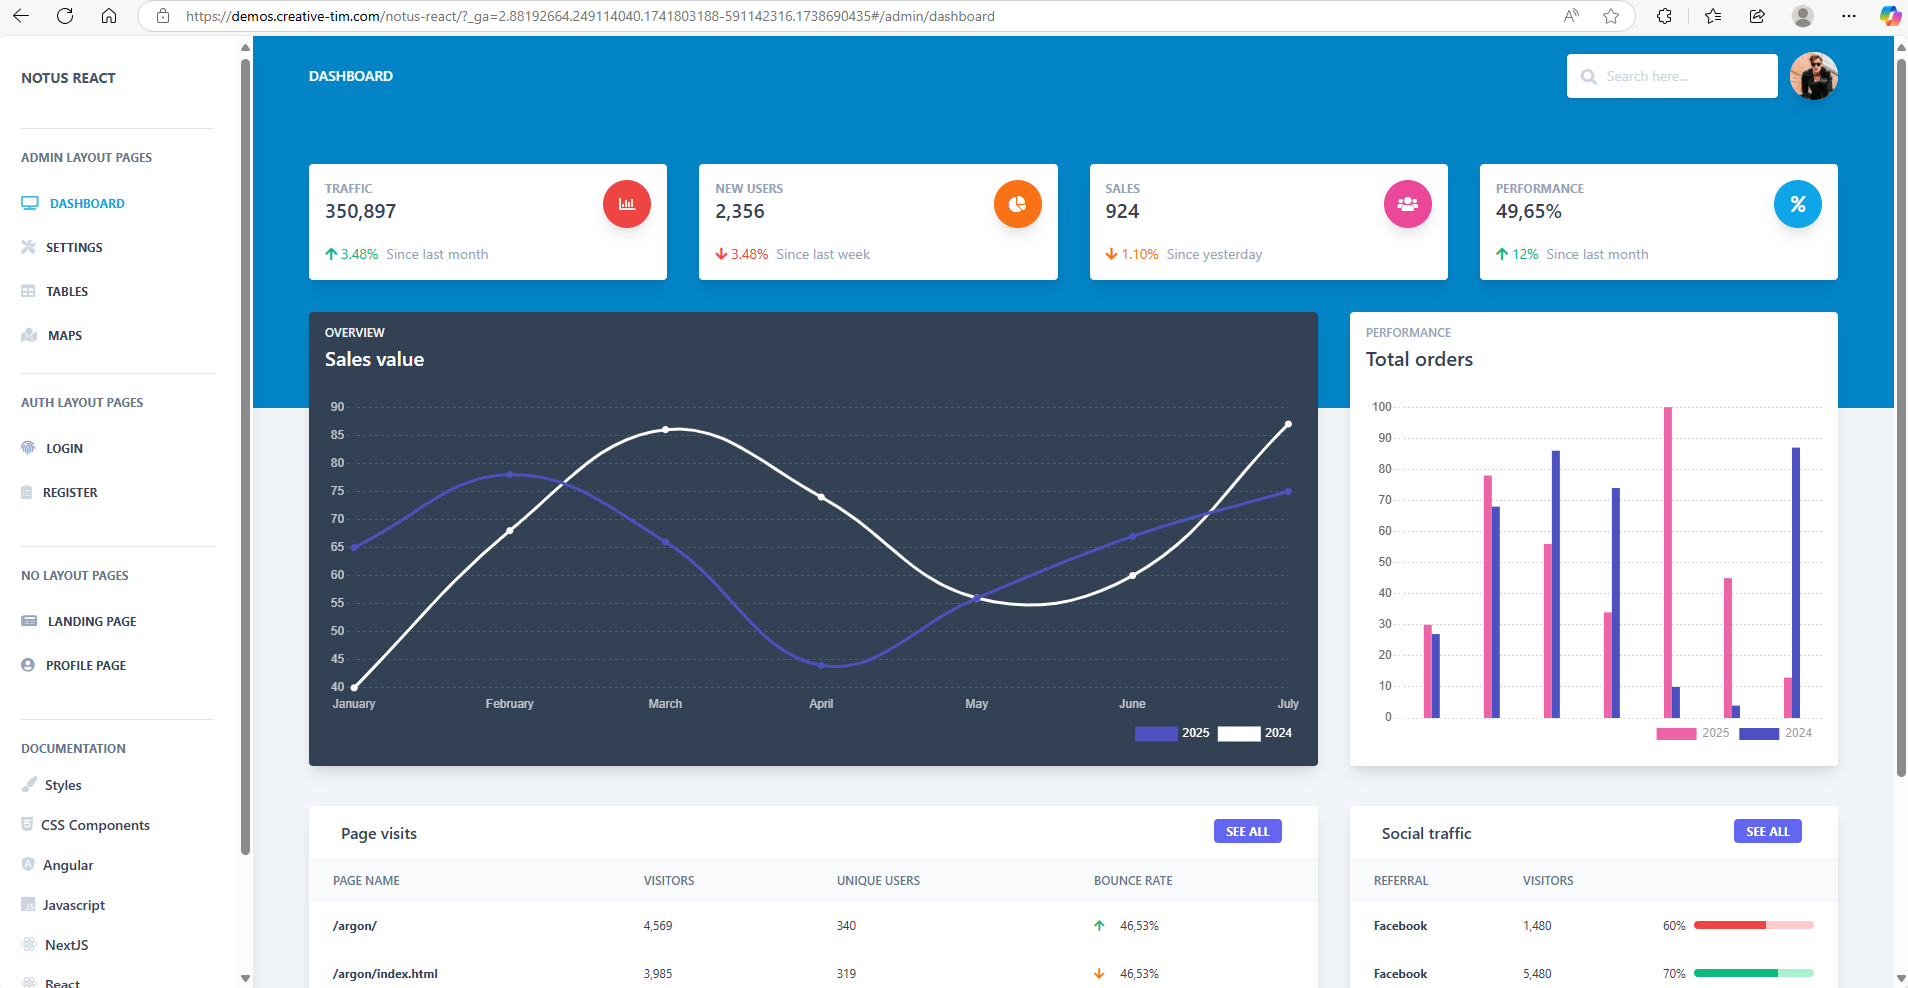 https://demos.creative-tim.com/notus-react/?_ga=2.88192664.249114040.1741803188-591142316.1738690435#/admin/dashboard
NOTUS REACT
ADMIN LAYOUT PAGES
DASHBOARD
SETTINGS
TABLES
MAPS
AUTH LAYOUT PAGES
LOGIN
REGISTER
NO LAYOUT PAGES
LANDING PAGE
PROFILE PAGE
DOCUMENTATION
Styles
CSS Components
Angular
Javascript
NextJS
React
DASHBOARD
Search here...
TRAFFIC
350,897
3.48% Since last month
NEW USERS
2,356
3.48% Since last week
SALES
924
1.10% Since yesterday
PERFORMANCE
49,65%
12% Since last month
OVERVIEW
Sales value
90
85
80
75
70
65
60
55
50
45
40
January February March April May June July
2025 2024
PERFORMANCE
Total orders
100
90
80
70
60
50
40
30
20
10
0
2025 2024
Page visits SEE ALL
PAGE NAME VISITORS UNIQUE USERS BOUNCE RATE
/argon/ 4,569 340 46,53%
/argon/index.html 3,985 319 46,53%
Social traffic SEE ALL
REFERRAL VISITORS
Facebook 1,480 60%
Facebook 5,480 70%